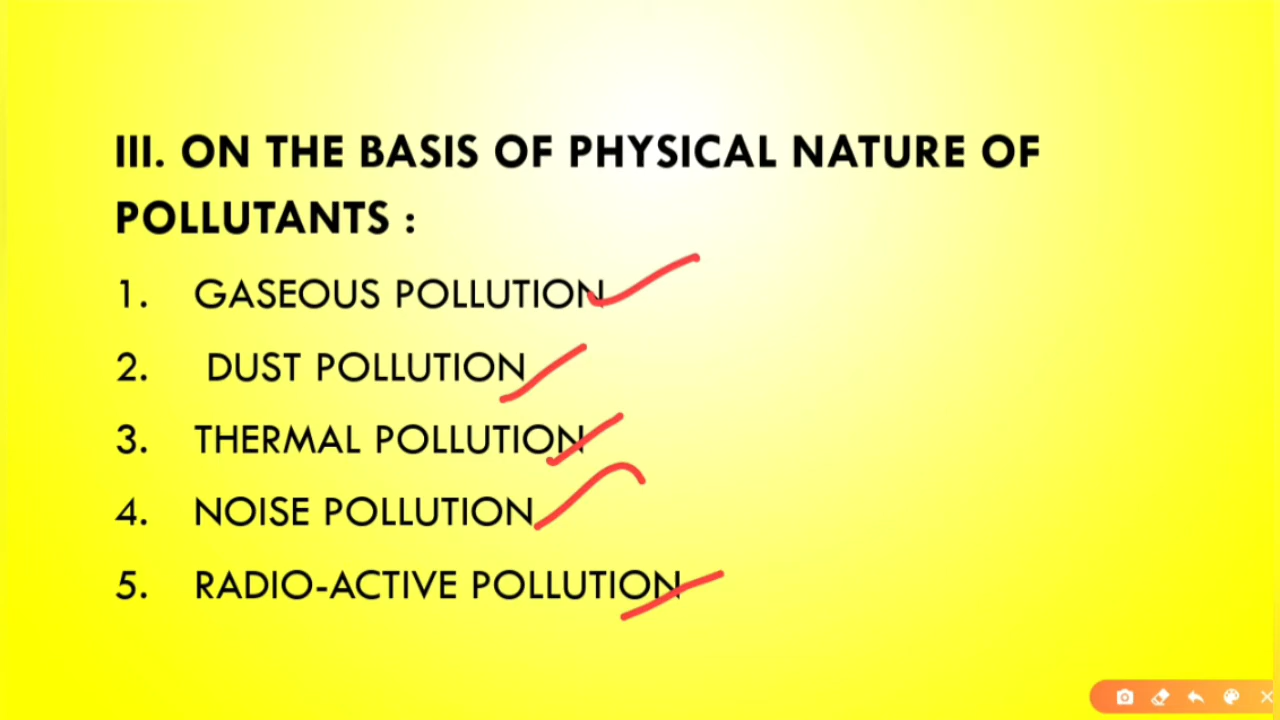 III. ON THE BASIS OF PHYSICAL NATURE OF
POLLUTANTS :
1. GASEOUS POLLUTION
2. DUST POLLUTION
3. THERMAL POLLUTION
4. NOISE POLLUTION
5. RADIO-ACTIVE POLLUTION